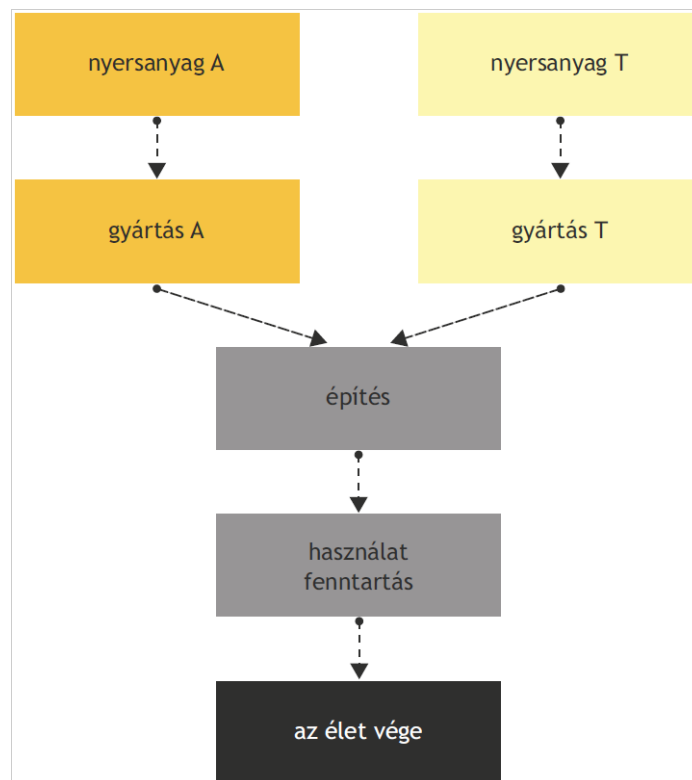 nyersanyag A
nyersanyag T
gyártás A
gyártás T
építés
használat
fenntartás
az élet vége